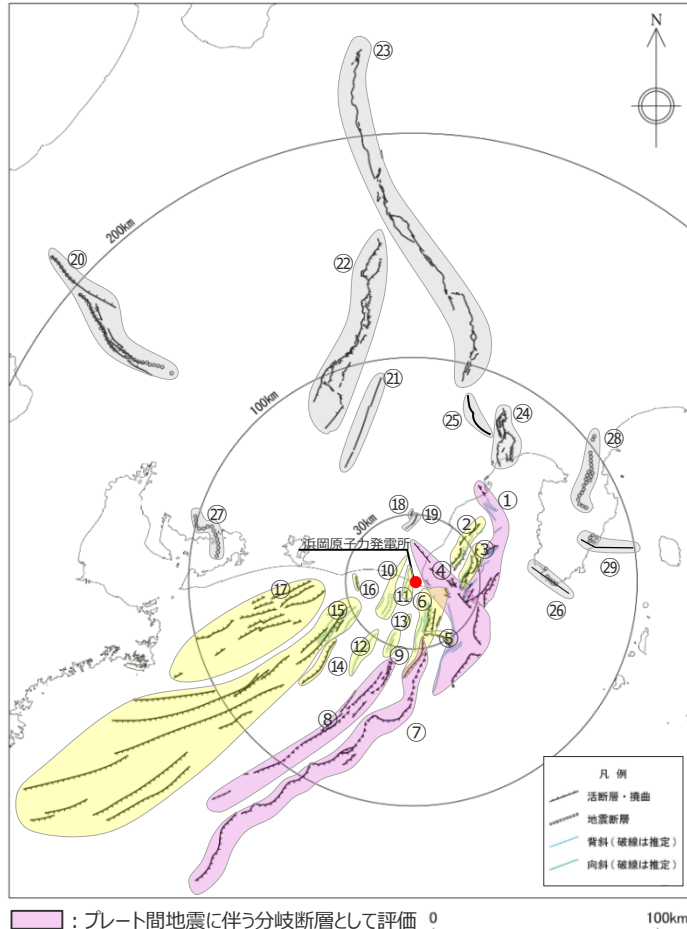 ㉓
N
200km
⑳
㉒
㉑
100km
㉕
㉔
㉘
①
⑱
⑲
②
30km
㉗
浜岡原子力発電所
③
㉙
⑩
④
⑰
⑯
⑪
㉖
⑮
⑥
⑬
⑤
⑫
⑨
⑭
⑧
⑦
凡 例
活断層・撓曲
地震断層
背斜(破線は推定)
向斜(破線は推定)
:プレート間地震に伴う分岐断層として評価 0 100km